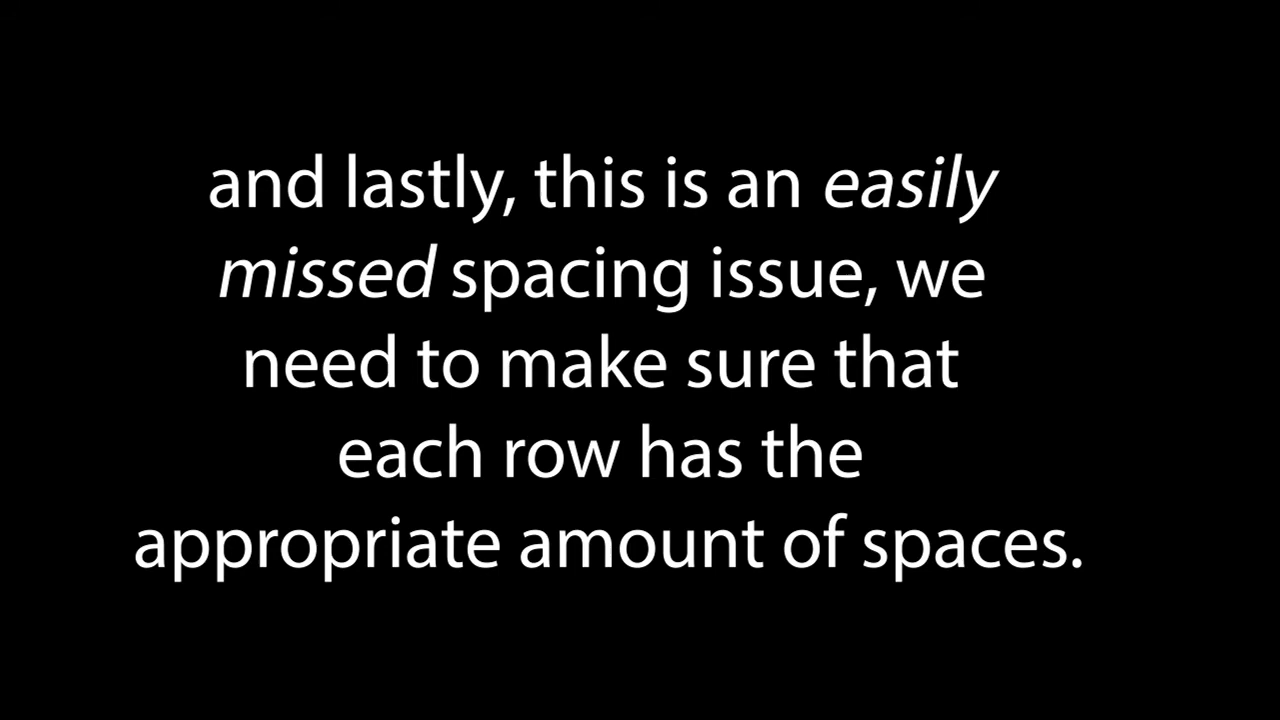 and lastly, this is an easily
missed spacing issue, we
need to make sure that
each row has the
appropriate amount of spaces.